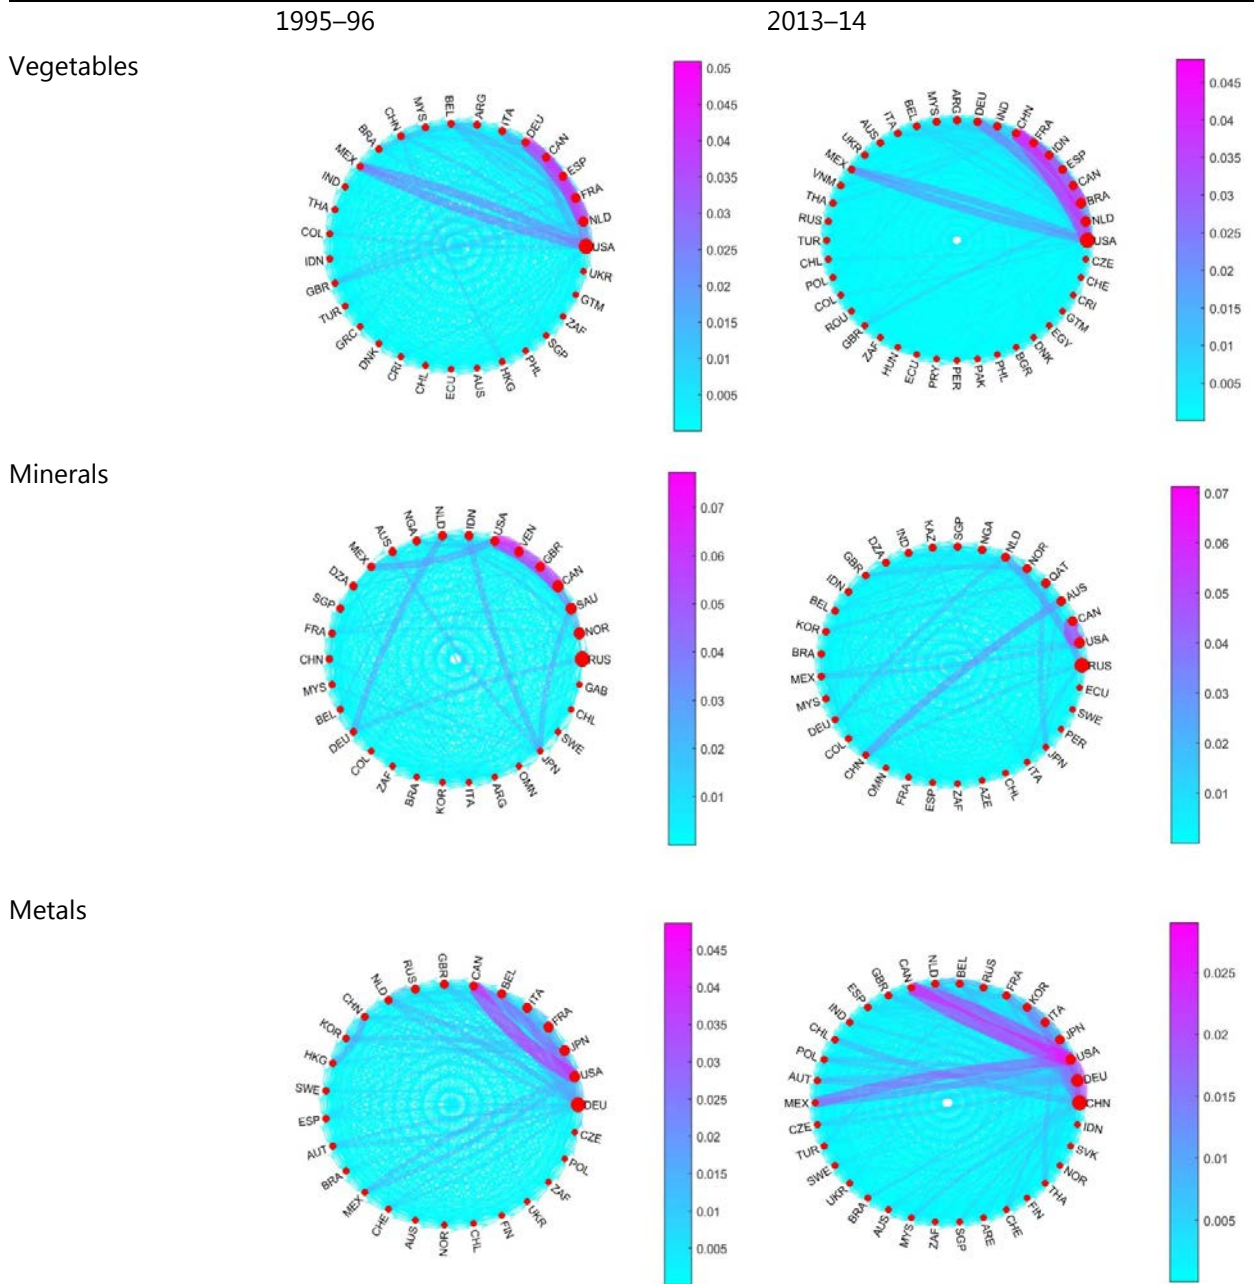 1995–96
2013–14
Vegetables
BEL
ARG
ITA
DEU
CAN
ESP
FRA
NLD
USA
UKR
GTM
ZAF
SGP
PHL
HKG
AUS
ECU
CHL
CRI
DNK
GRC
TUR
GBR
IDN
COL
THA
IND
MEX
BRA
CHN
MYS
0.05
0.045
0.04
0.035
0.03
0.025
0.02
0.015
0.01
0.005
ARG
DEU
IND
CHN
FRA
IDN
ESP
CAN
BRA
NLD
USA
CZE
CHE
CRI
GTM
EGY
DNK
BGR
PHL
PAK
PER
PRY
ECU
HUN
ZAF
GBR
ROU
COL
POL
CHL
TUR
RUS
THA
VNM
MEX
UKR
AUS
ITA
BEL
MYS
0.045
0.04
0.035
0.03
0.025
0.02
0.015
0.01
0.005
Minerals
NLD
IDN
USA
VEN
GBR
CAN
SAU
NOR
RUS
GAB
CHL
SWE
JPN
OMN
ARG
ITA
KOR
BRA
ZAF
COL
DEU
BEL
MYS
CHN
FRA
SGP
DZA
MEX
AUS
NGA
0.07
0.06
0.05
0.04
0.03
0.02
0.01
SGP
NGA
NLD
NOR
QAT
AUS
CAN
USA
RUS
ECU
SWE
PER
JPN
ITA
CHL
AZE
ZAF
ESP
FRA
OMN
CHN
COL
DEU
MYS
MEX
BRA
KOR
BEL
IDN
GBR
DZA
IND
KAZ
0.07
0.06
0.05
0.04
0.03
0.02
0.01
Metals
GBR
CAN
BEL
ITA
FRA
JPN
USA
DEU
CZE
POL
ZAF
UKR
FIN
CHL
NOR
AUS
CHE
MEX
BRA
AUT
ESP
SWE
HKG
KOR
CHN
NLD
RUS
0.045
0.04
0.035
0.03
0.025
0.02
0.015
0.01
0.005
NLD
BEL
RUS
FRA
KOR
ITA
JPN
USA
DEU
CHN
IDN
SVK
NOR
THA
FIN
CHE
ARE
SGP
ZAF
MYS
AUS
BRA
UKR
SWE
TUR
CZE
MEX
AUT
POL
CHL
IND
ESP
GBR
CAN
0.025
0.02
0.015
0.01
0.005